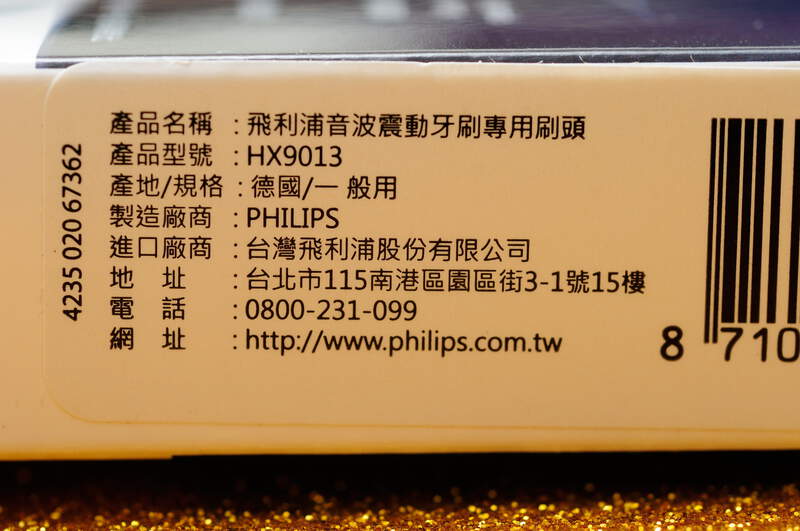 產品名稱 : 飛利浦音波震動牙刷專用刷頭
產品型號 : HX9013
產地/規格 : 德國/一 般用
製造廠商 : PHILIPS
進口廠商 : 台灣飛利浦股份有限公司
地 址 : 台北市115南港區園區街3-1號15樓
電 話 : 0800-231-099
網 址 : http://www.philips.com.tw
4235 020 67362
8 710